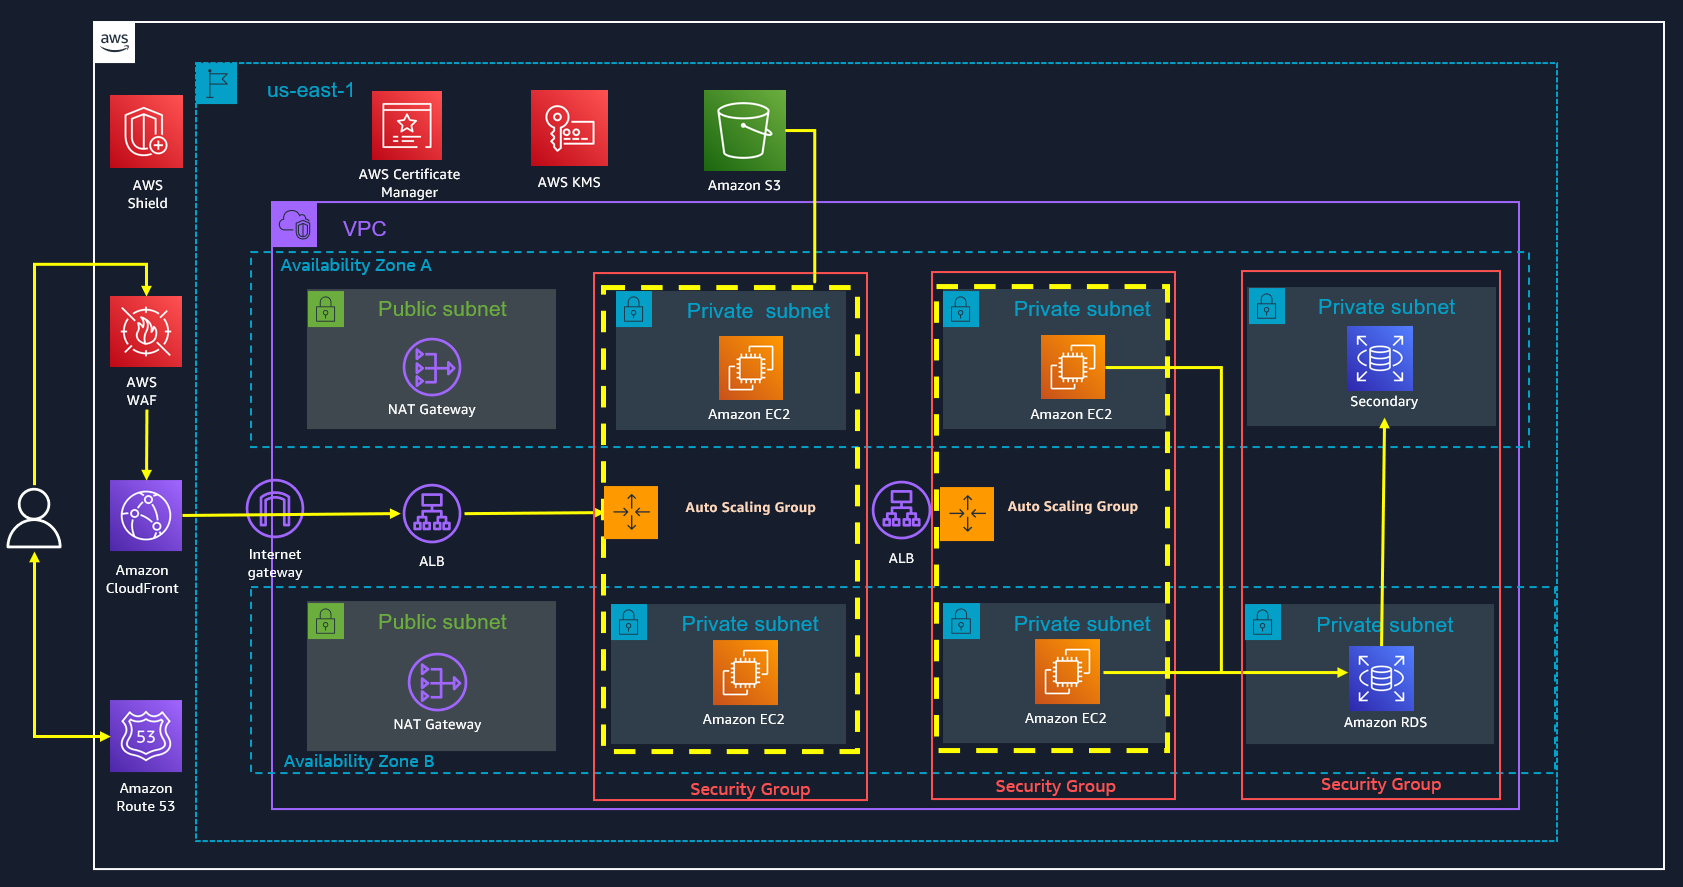 aws
us-east-1
AWS
Shield
AWS Certificate
Manager
AWS KMS
Amazon S3
VPC
Availability Zone A
Public subnet
NAT Gateway
Private  subnet
Amazon EC2
Private subnet
Amazon EC2
Private subnet
Secondary
AWS
WAF
Amazon
CloudFront
Internet
gateway
ALB
Auto Scaling Group
ALB
Auto Scaling Group
Public subnet
NAT Gateway
Private subnet
Amazon EC2
Private subnet
Amazon EC2
Private subnet
Amazon RDS
Availability Zone B
53
Amazon
Route 53
Security Group
Security Group
Security Group